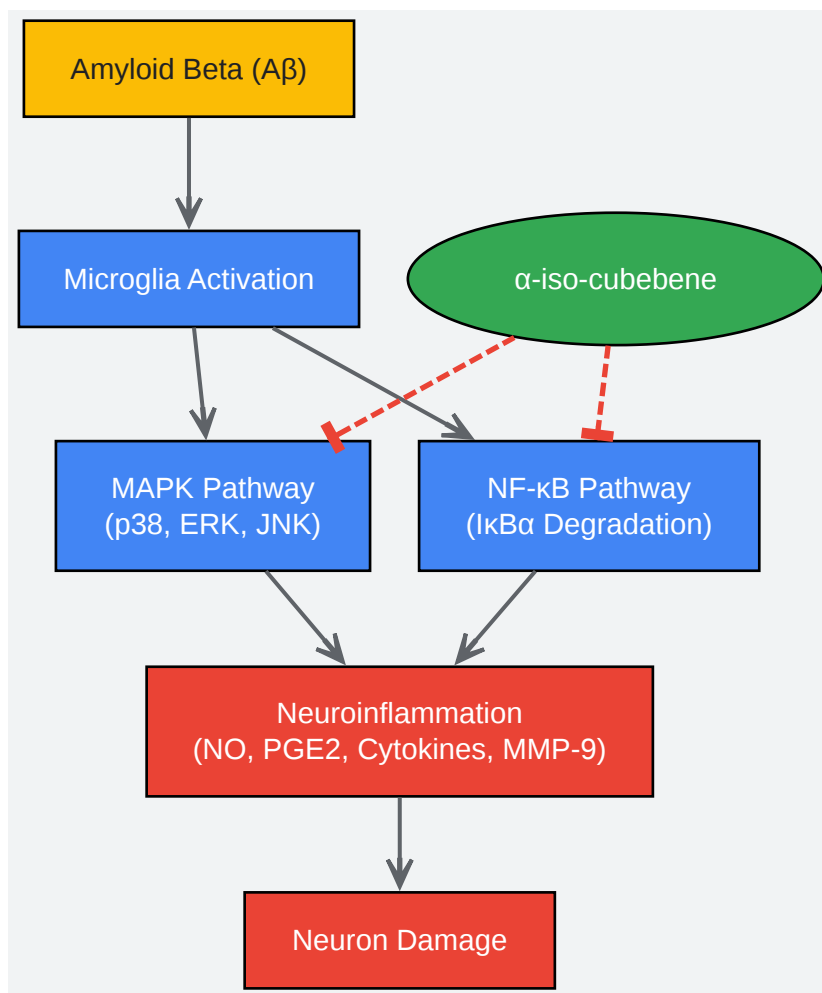 Amyloid Beta (Aβ)
Microglia Activation
α-iso-cubebene
MAPK Pathway
(p38, ERK, JNK)
NF-κB Pathway
(IκBα Degradation)
Neuroinflammation
(NO, PGE2, Cytokines, MMP-9)
Neuron Damage